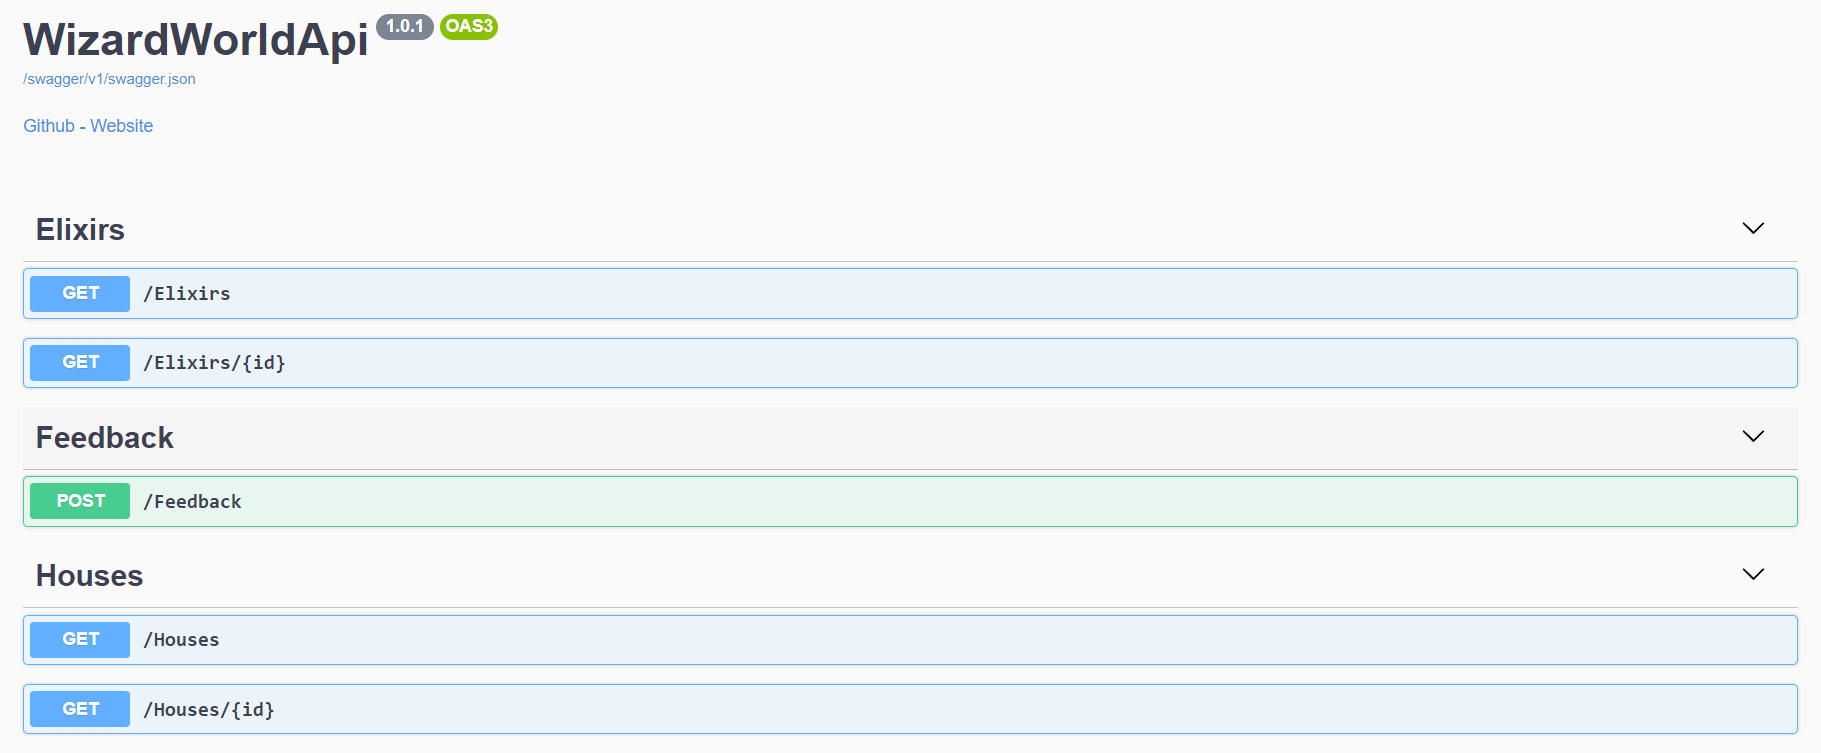 WizardWorldApi 1.0.1 OAS3
/swagger/v1/swagger.json
Github - Website
Elixirs
GET /Elixirs
GET /Elixirs/{id}
Feedback
POST /Feedback
Houses
GET /Houses
GET /Houses/{id}